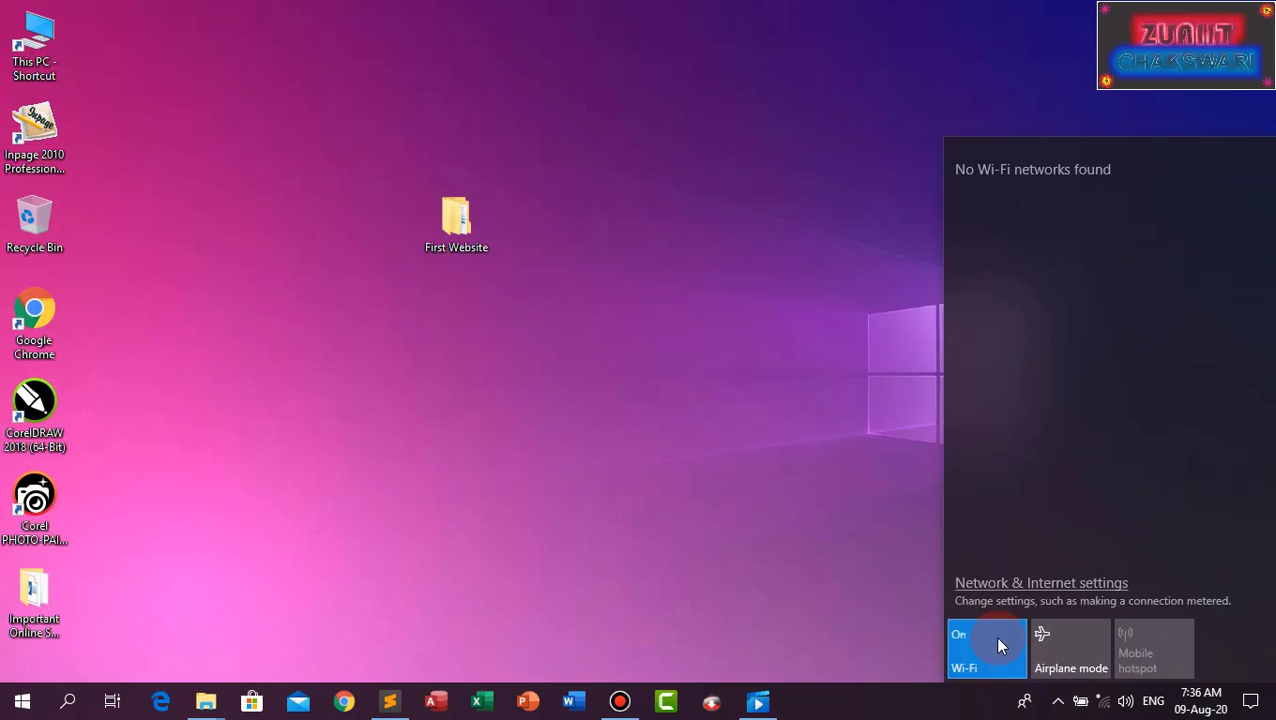 This PC -
Shortcut
Inpage 2010
Profession...
Recycle Bin
Google
Chrome
CorelDRAW
2018 (64-Bit)
Corel
PHOTO-PAI...
Important
Online S...
First Website
ZUAIIT
CHAKSWARI
No Wi-Fi networks found
Network & Internet settings
Change settings, such as making a connection metered.
On
Wi-Fi
Airplane mode
Mobile
hotspot
ENG
7:36 AM
09-Aug-20